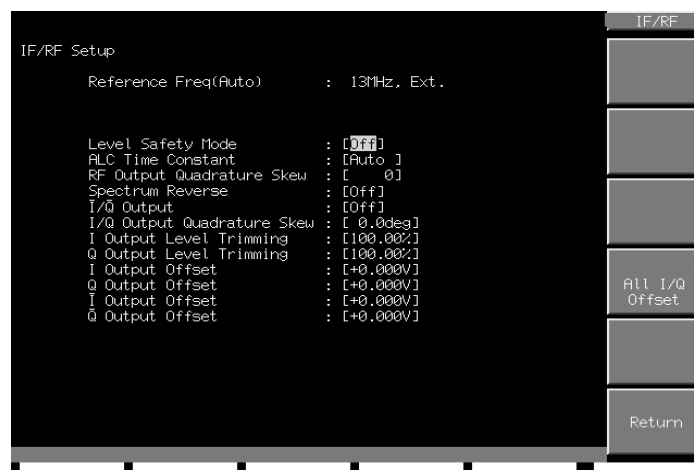 IF/RF
IF/RF Setup
Reference Freq(Auto) : 13MHz, Ext.
Level Safety Mode : [Off]
ALC Time Constant : [Auto ]
RF Output Quadrature Skew : [ 0]
Spectrum Reverse : [Off]
Ī/Q̄ Output : [Off]
I/Q Output Quadrature Skew : [ 0.0deg]
I Output Level Trimming : [100.00%]
Q Output Level Trimming : [100.00%]
I Output Offset : [+0.000V]
Q Output Offset : [+0.000V]
Ī Output Offset : [+0.000V]
Q̄ Output Offset : [+0.000V]
All I/Q
Offset
Return